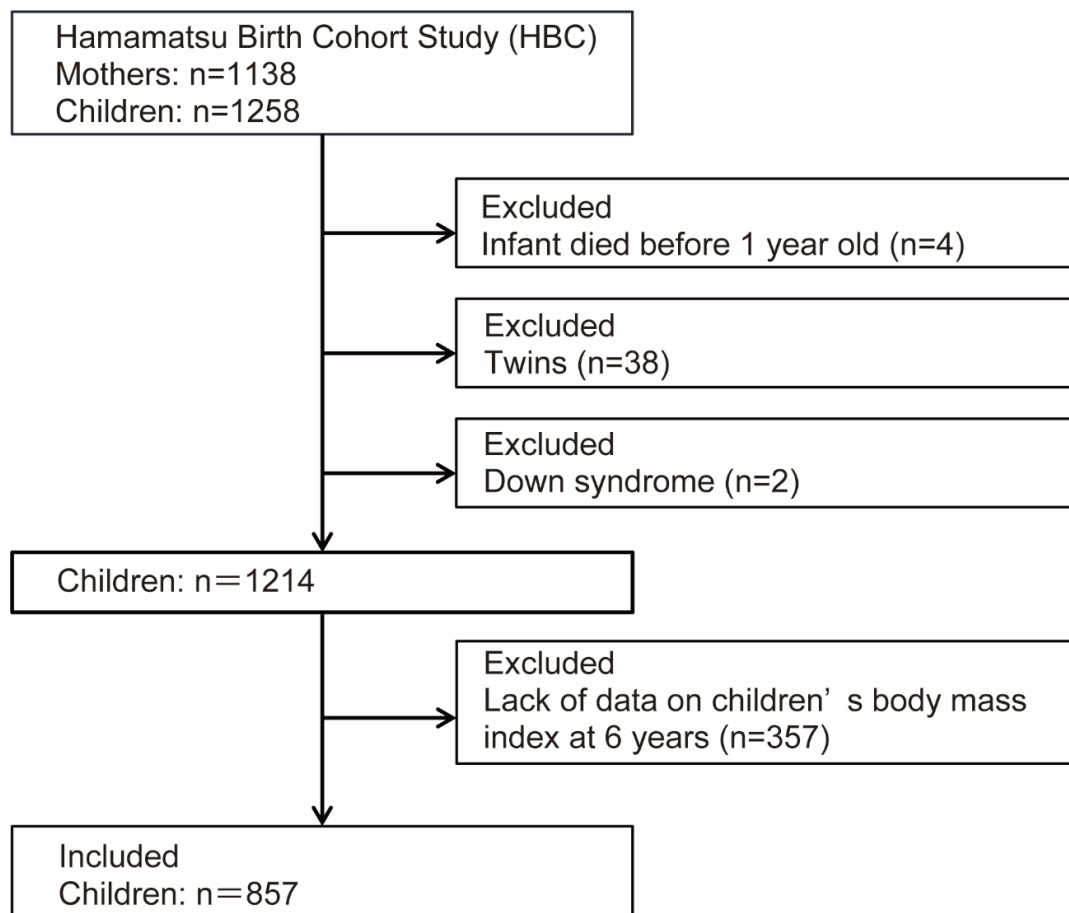 Hamamatsu Birth Cohort Study (HBC)
Mothers: n=1138
Children: n=1258
Excluded
Infant died before 1 year old (n=4)
Excluded
Twins (n=38)
Excluded
Down syndrome (n=2)
Children: n＝1214
Excluded
Lack of data on children’ s body mass
index at 6 years (n=357)
Included
Children: n＝857